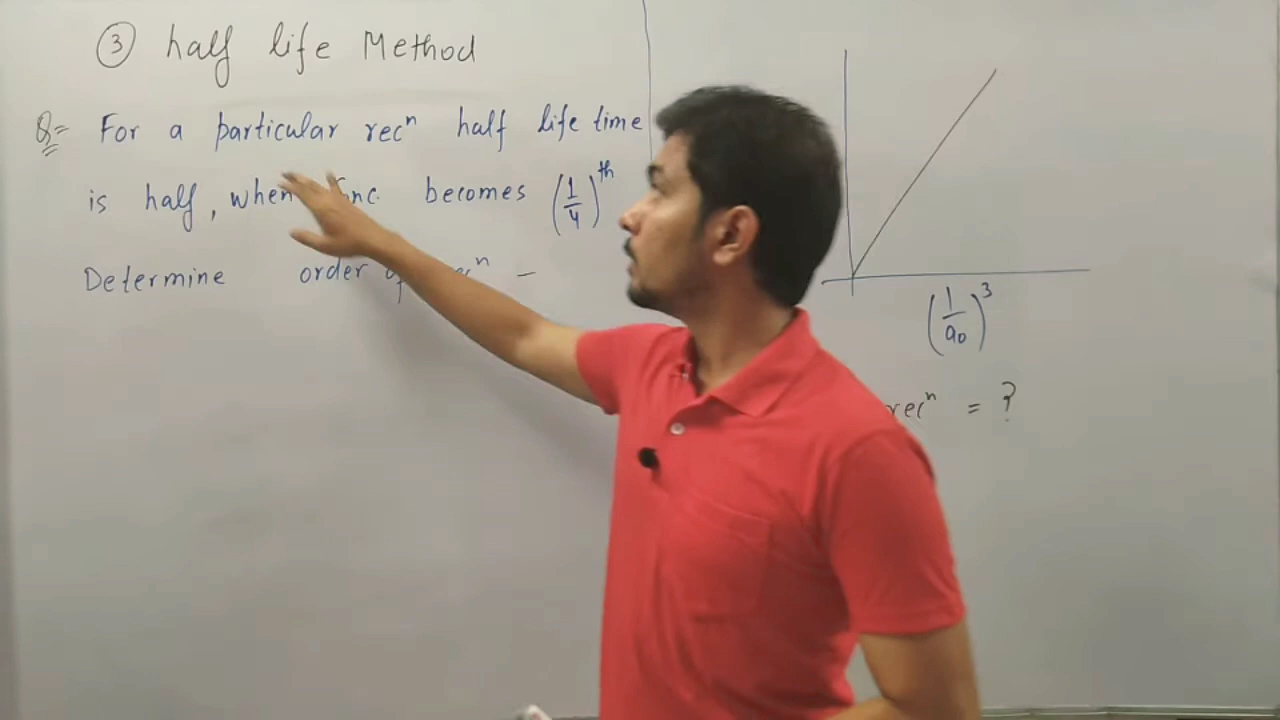 ③ half life Method
Q= For a particular recⁿ half life time
is half, when becomes (1/4)ᵗʰ
Determine order
(1/a₀)³
recⁿ = ?